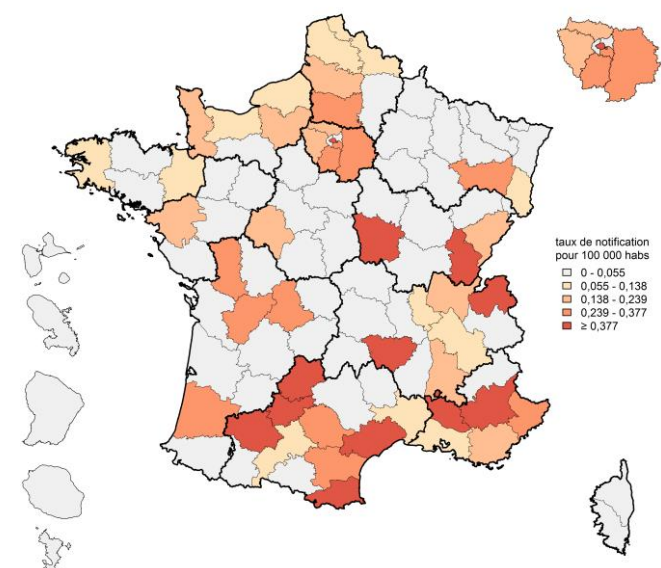 taux de notification
pour 100 000 habs
0 - 0,055
0,055 - 0,138
0,138 - 0,239
0,239 - 0,377
≥ 0,377